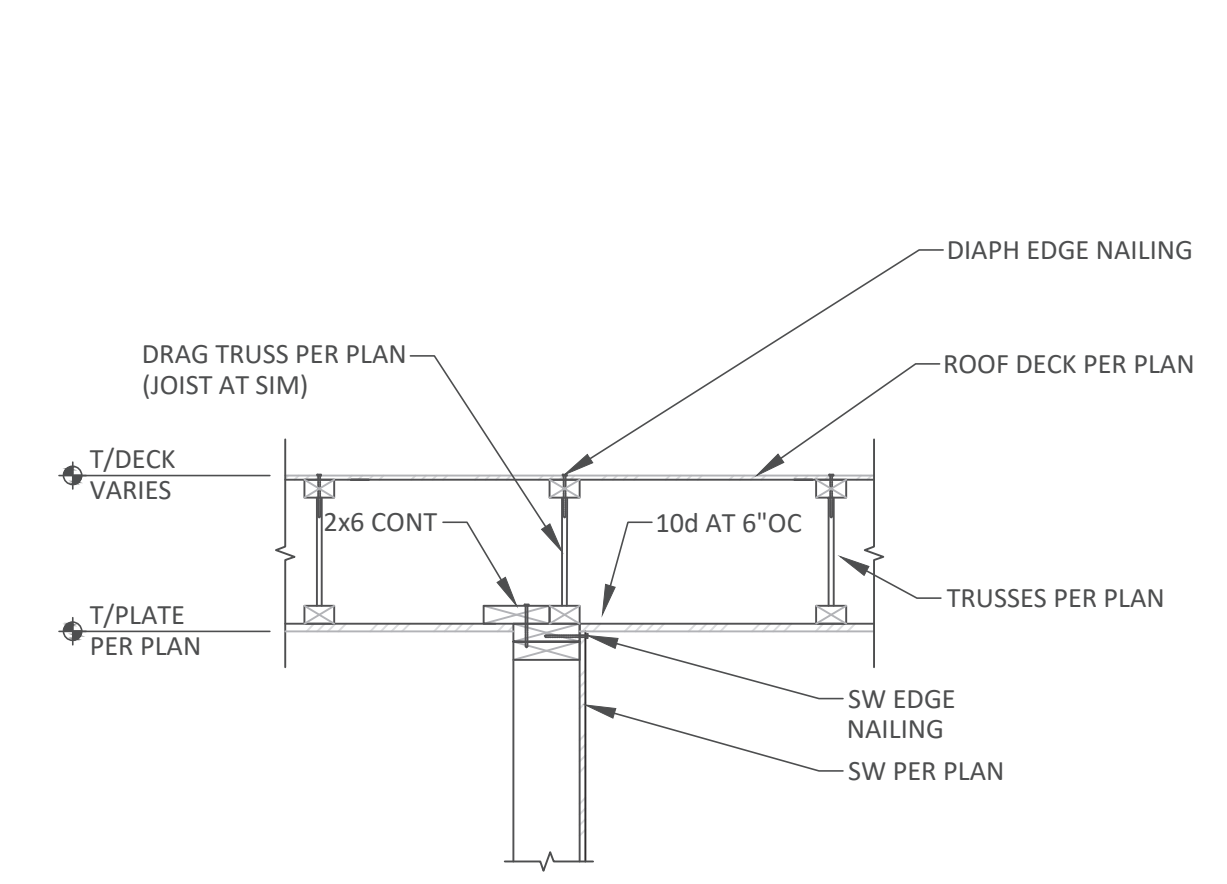 DIAPH EDGE NAILING
DRAG TRUSS PER PLAN
(JOIST AT SIM)
ROOF DECK PER PLAN
T/DECK
VARIES
2x6 CONT
10d AT 6"OC
TRUSSES PER PLAN
T/PLATE
PER PLAN
SW EDGE
NAILING
SW PER PLAN